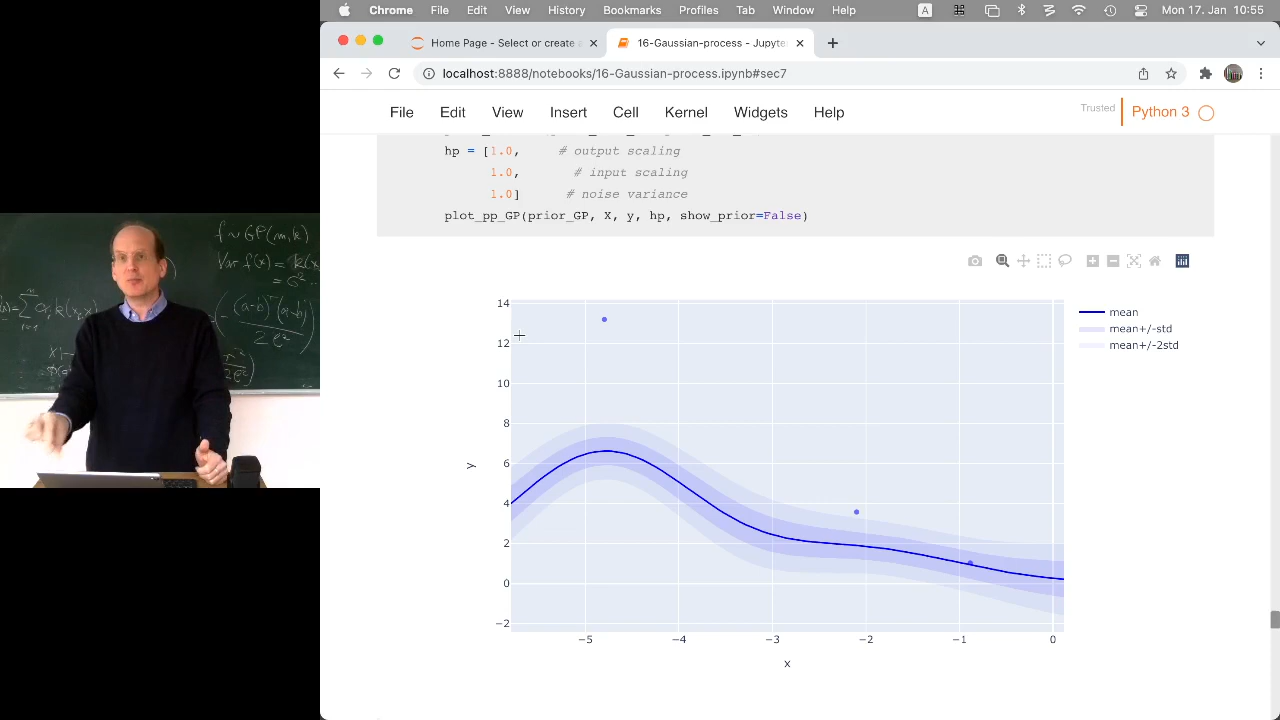 Chrome File Edit View History Bookmarks Profiles Tab Window Help A Mon 17. Jan 10:55
Home Page - Select or create a 16-Gaussian-process - Jupyte
localhost:8888/notebooks/16-Gaussian-process.ipynb#sec7
File Edit View Insert Cell Kernel Widgets Help Trusted Python 3
hp = [1.0, # output scaling
1.0, # input scaling
1.0] # noise variance
plot_pp_GP(prior_GP, X, y, hp, show_prior=False)
mean
mean+/-std
mean+/-2std
14
12
10
8
6
4
2
0
−2
y
−5 −4 −3 −2 −1 0
x
f ~ GP(m,k)
Var f(x) = k(x,